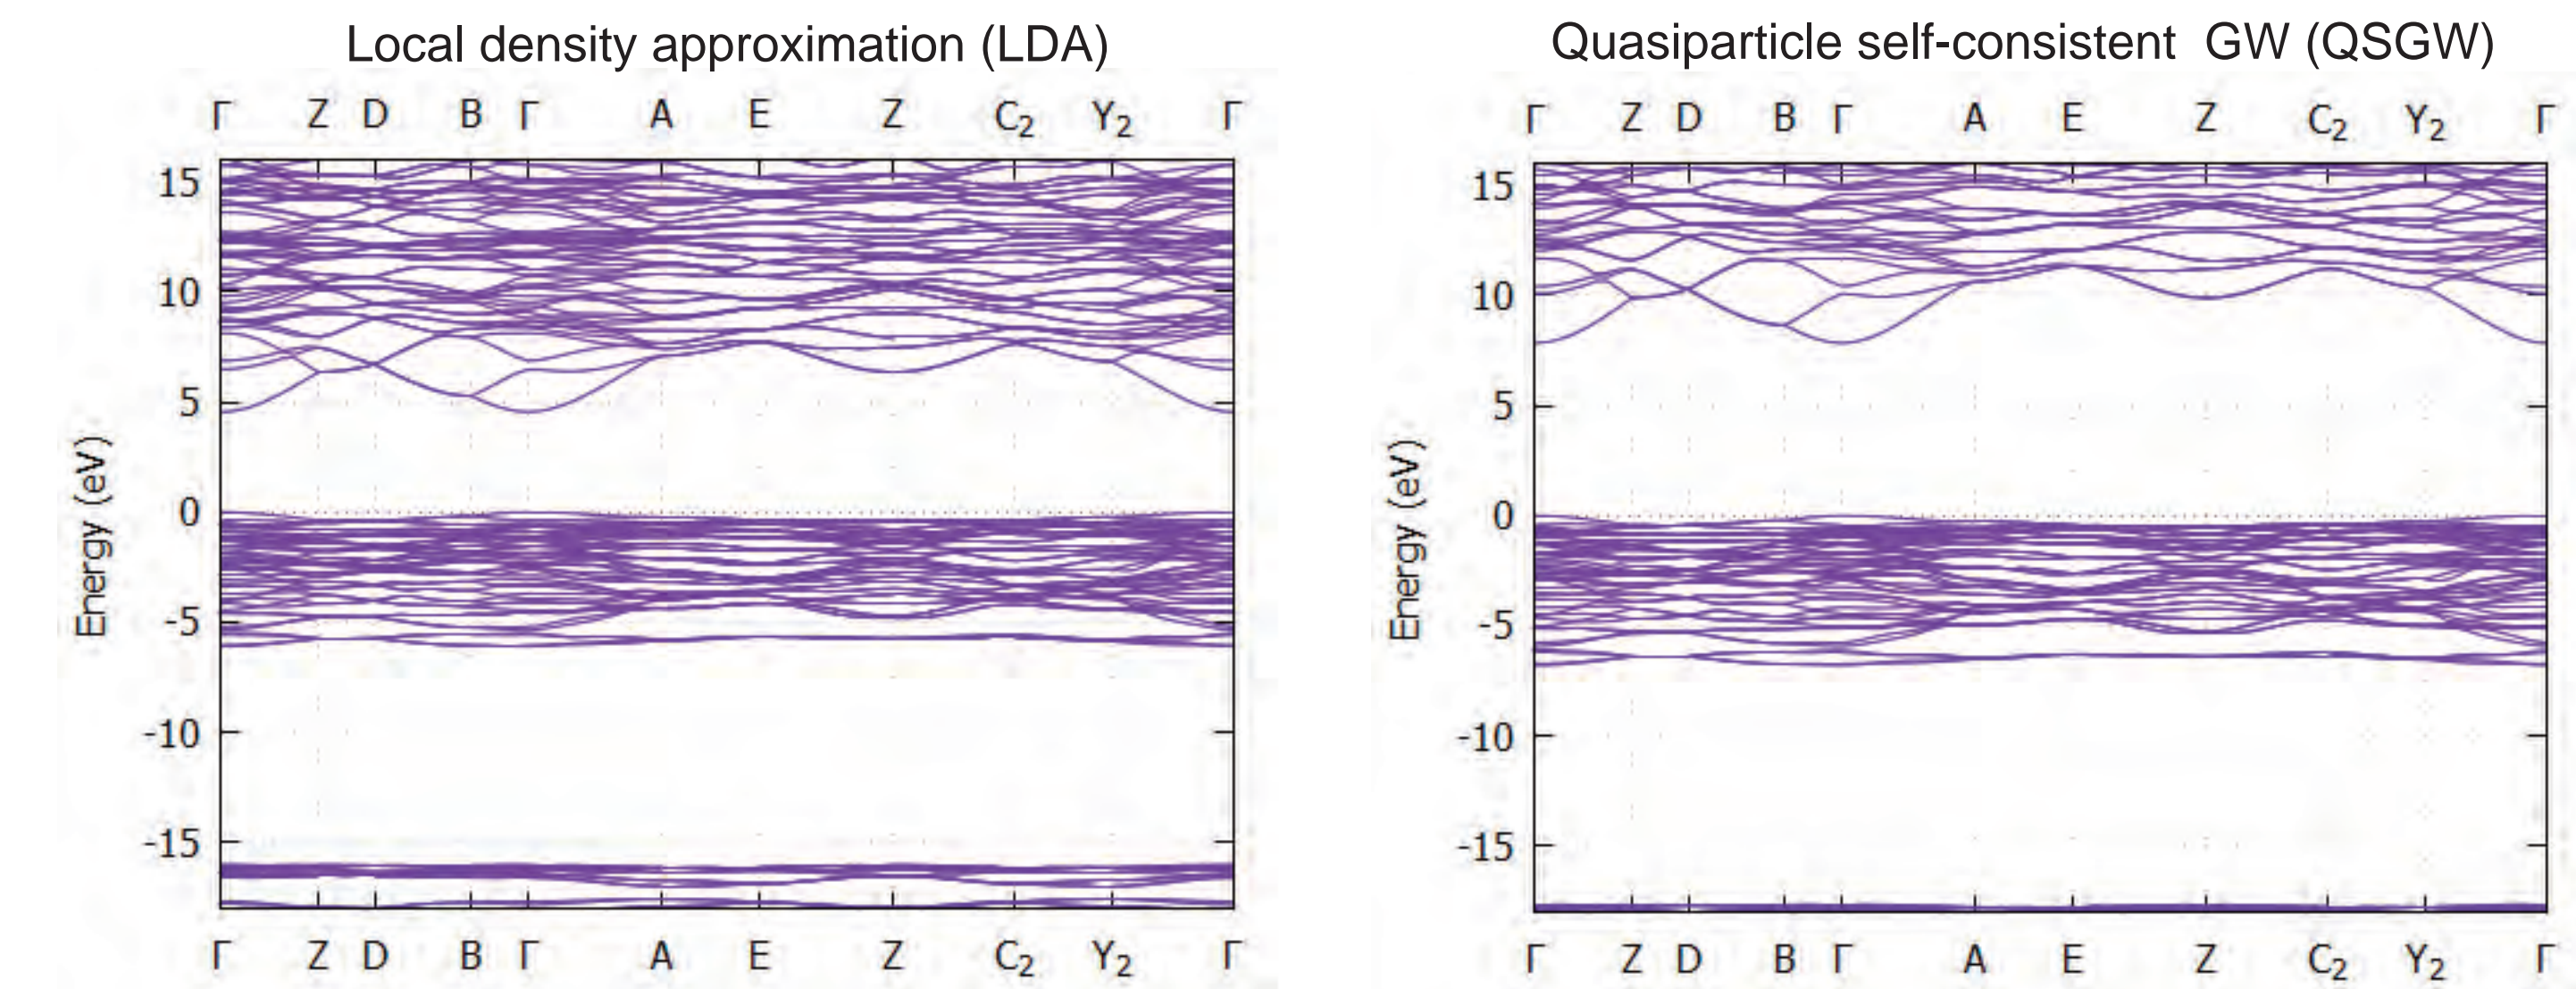 Local density approximation (LDA)
Γ Z D B Γ A E Z C₂ Y₂ Γ
15
10
5
0
-5
-10
-15
Energy (eV)
Γ Z D B Γ A E Z C₂ Y₂ Γ
Quasiparticle self-consistent GW (QSGW)
Γ Z D B Γ A E Z C₂ Y₂ Γ
15
10
5
0
-5
-10
-15
Energy (eV)
Γ Z D B Γ A E Z C₂ Y₂ Γ